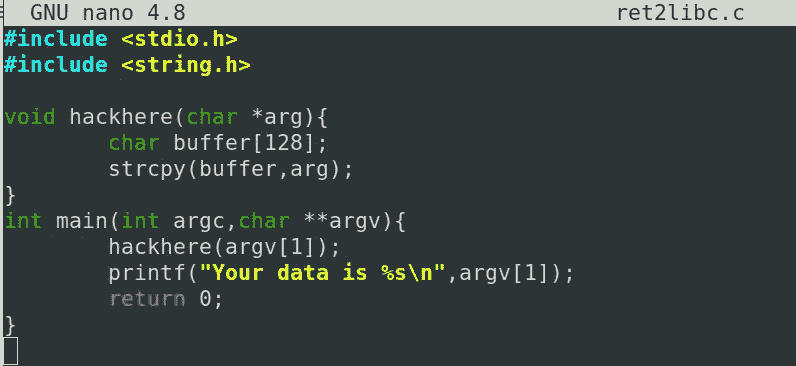 GNU nano 4.8 ret2libc.c
#include <stdio.h>
#include <string.h>
void hackhere(char *arg){
        char buffer[128];
        strcpy(buffer,arg);
}
int main(int argc,char **argv){
        hackhere(argv[1]);
        printf("Your data is %s\n",argv[1]);
        return 0;
}